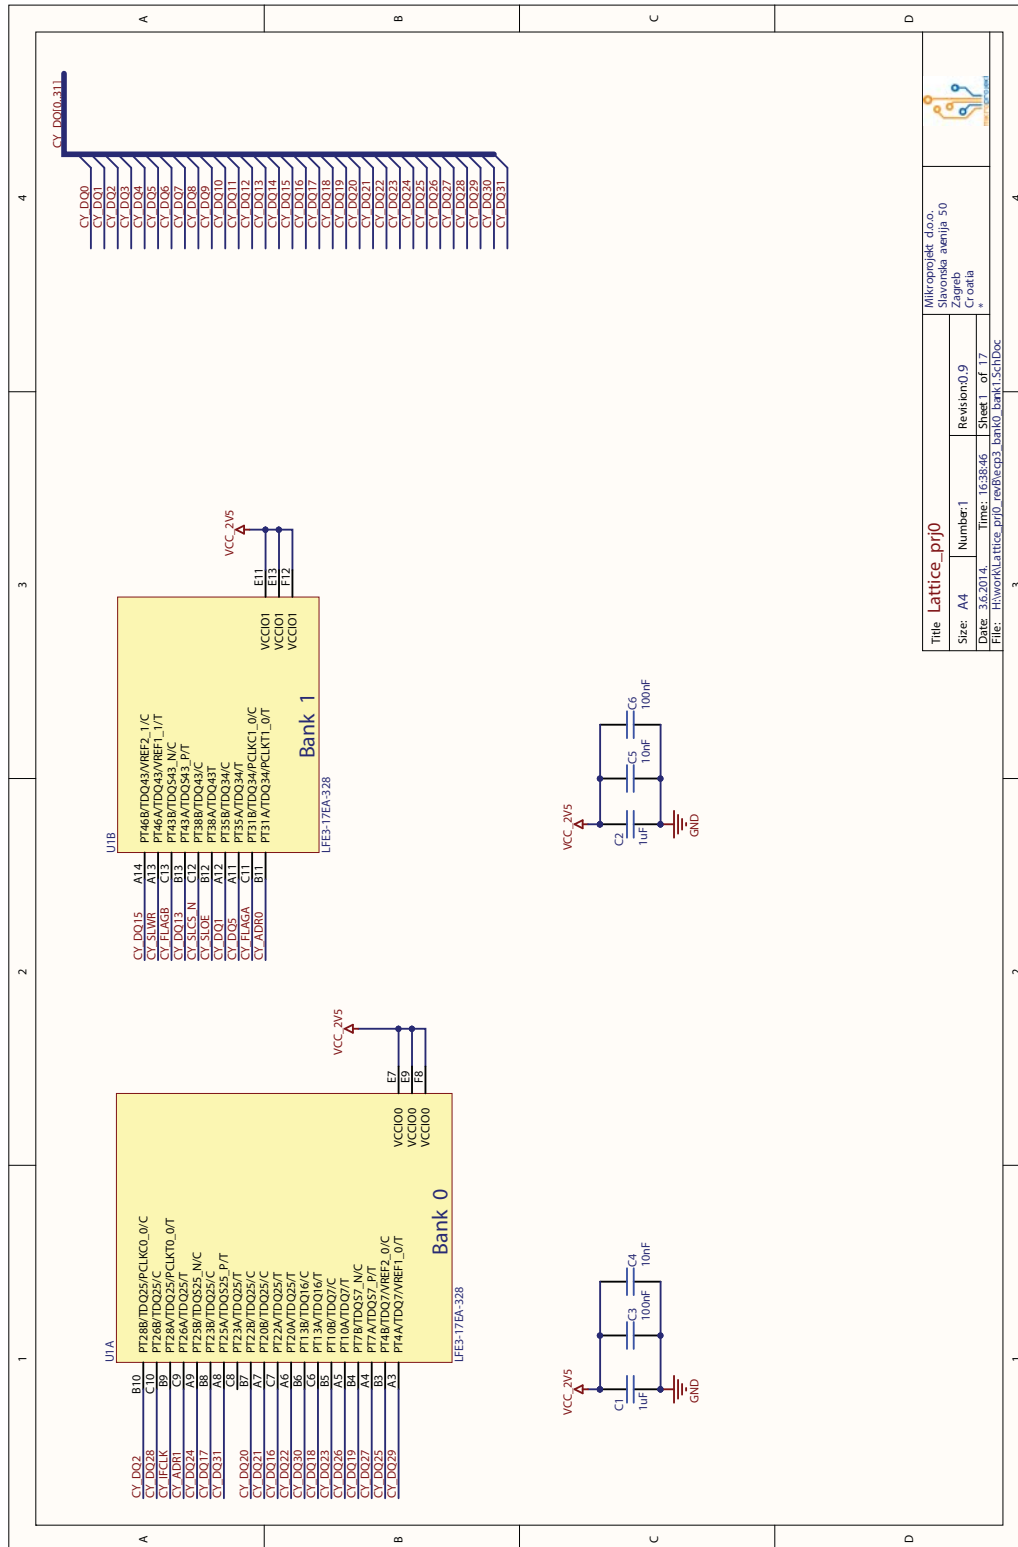 1
2
3
4
A
B
C
D
U1A
CY_DQ2 B10 PT28B/TDQ25/PCLKC0_0/C
CY_DQ28 C10 PT26B/TDQ25/C
CY_IFCLK B9 PT28A/TDQ25/PCLKT0_0/T
CY_ADR1 C9 PT26A/TDQ25/T
CY_DQ24 A9 PT25B/TDQS25_N/C
CY_DQ17 B8 PT23B/TDQ25/C
CY_DQ31 A8 PT25A/TDQS25_P/T
C8 PT23A/TDQ25/T
CY_DQ20 B7 PT22B/TDQ25/C
CY_DQ21 A7 PT20B/TDQ25/C
CY_DQ16 C7 PT22A/TDQ25/T
CY_DQ22 A6 PT20A/TDQ25/T
CY_DQ30 B6 PT13B/TDQ16/C
CY_DQ18 C6 PT13A/TDQ16/T
CY_DQ23 B5 PT10B/TDQ7/C
CY_DQ26 A5 PT10A/TDQ7/T
CY_DQ19 B4 PT7B/TDQS7_N/C
CY_DQ27 A4 PT7A/TDQS7_P/T
CY_DQ25 B3 PT4B/TDQ7/VREF2_0/C
CY_DQ29 A3 PT4A/TDQ7/VREF1_0/T
VCC_2V5
VCCIO0 E7
VCCIO0 E9
VCCIO0 F8
Bank 0
LFE3-17EA-328
U1B
CY_DQ15 A14 PT46B/TDQ43/VREF2_1/C
CY_SLWR A13 PT46A/TDQ43/VREF1_1/T
CY_FLAGB C13 PT43B/TDQS43_N/C
CY_DQ13 B13 PT43A/TDQS43_P/T
CY_SLCS_N C12 PT38B/TDQ43/C
CY_SLOE B12 PT38A/TDQ43T
CY_DQ1 A12 PT35B/TDQ34/C
CY_DQ5 A11 PT35A/TDQ34/T
CY_FLAGA C11 PT31B/TDQ34/PCLKC1_0/C
CY_ADR0 B11 PT31A/TDQ34/PCLKT1_0/T
VCC_2V5
VCCIO1 E11
VCCIO1 E13
VCCIO1 F12
Bank 1
LFE3-17EA-328
CY_DQ[0..31]
CY_DQ0
CY_DQ1
CY_DQ2
CY_DQ3
CY_DQ4
CY_DQ5
CY_DQ6
CY_DQ7
CY_DQ8
CY_DQ9
CY_DQ10
CY_DQ11
CY_DQ12
CY_DQ13
CY_DQ14
CY_DQ15
CY_DQ16
CY_DQ17
CY_DQ18
CY_DQ19
CY_DQ20
CY_DQ21
CY_DQ22
CY_DQ23
CY_DQ24
CY_DQ25
CY_DQ26
CY_DQ27
CY_DQ28
CY_DQ29
CY_DQ30
CY_DQ31
VCC_2V5
C1
1uF
C3
100nF
C4
10nF
GND
VCC_2V5
C2
1uF
C5
10nF
C6
100nF
GND
Title Lattice_prj0
Size: A4 Number:1 Revision:0.9
Date: 3.6.2014. Time: 16:38:46 Sheet 1 of 17
File: H:\work\Lattice_prj0_revB\ecp3_bank0_bank1.SchDoc
Mikroprojekt d.o.o.
Slavonska avenija 50
Zagreb
Croatia
*
mikroprojekt
A
B
C
D
1
2
3
4